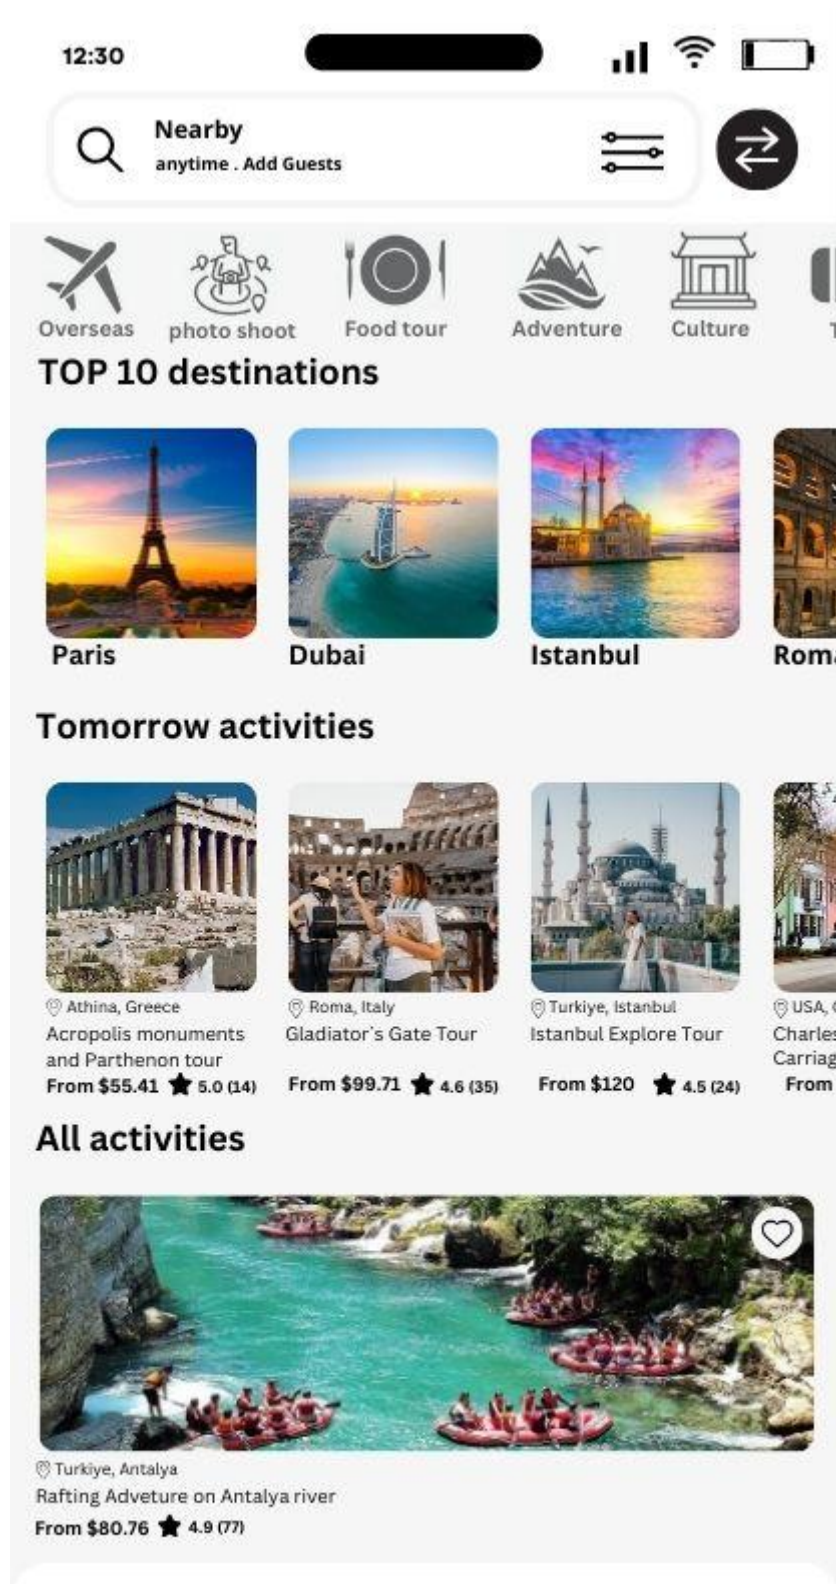 12:30
Nearby
anytime . Add Guests
Overseas
photo shoot
Food tour
Adventure
Culture
TOP 10 destinations
Paris
Dubai
Istanbul
Tomorrow activities
Athina, Greece
Roma, Italy
Turkiye, Istanbul
USA,
Acropolis monuments
and Parthenon tour
Gladiator's Gate Tour
Istanbul Explore Tour
From $55.41 ★ 5.0 (14)
From $99.71 ★ 4.6 (35)
From $120 ★ 4.5 (24)
From
All activities
Turkiye, Antalya
Rafting Adveture on Antalya river
From $80.76 ★ 4.9 (77)